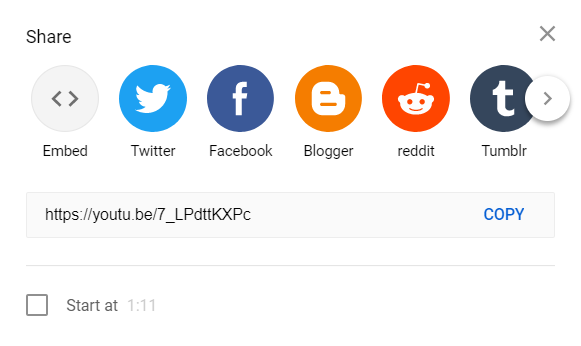 Share
Embed Twitter Facebook Blogger reddit Tumblr
https://youtu.be/7_LPdttKXPc COPY
Start at 1:11